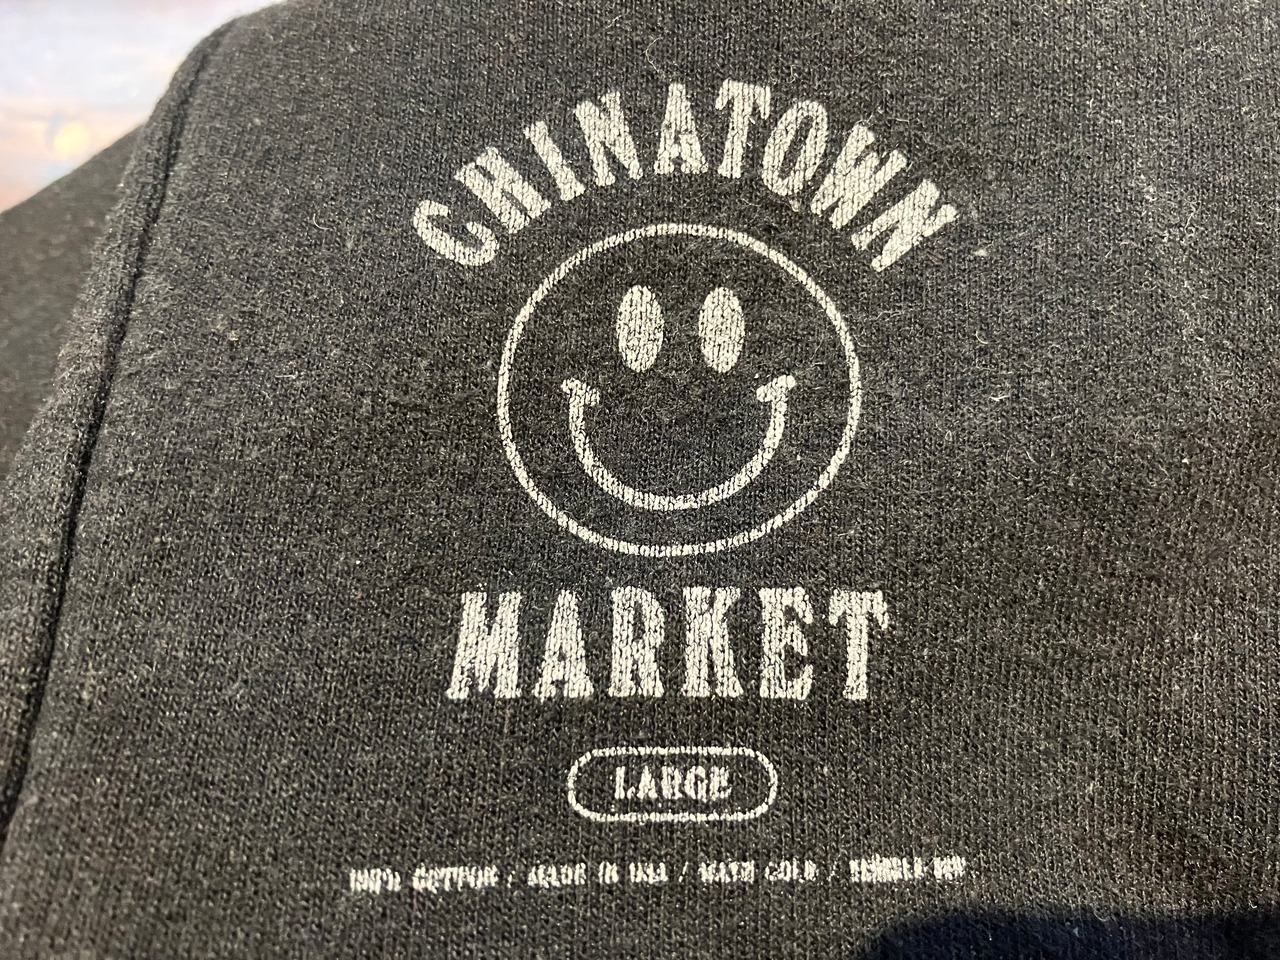 CHINATOWN
MARKET
LARGE
100% COTTON / MADE IN USA / WASH COLD / TUMBLE DRY